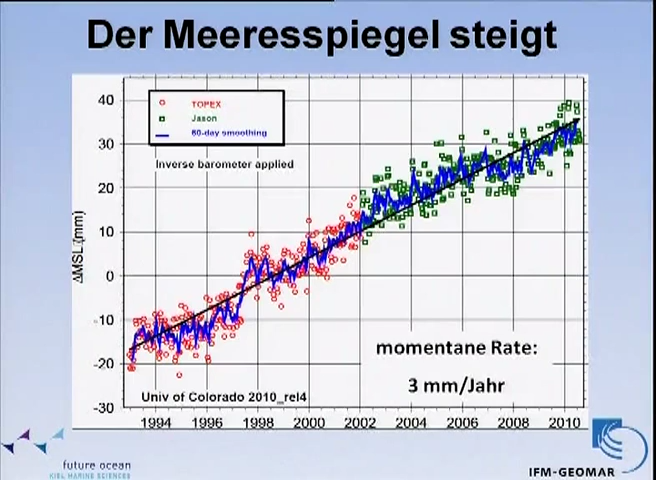 Der Meeresspiegel steigt
40
30
20
10
0
-10
-20
-30
ΔMSL (mm)
TOPEX
Jason
60-day smoothing
Inverse barometer applied
momentane Rate:
3 mm/Jahr
Univ of Colorado 2010_rel4
1994 1996 1998 2000 2002 2004 2006 2008 2010
future ocean
KIEL MARINE SCIENCES
IFM-GEOMAR